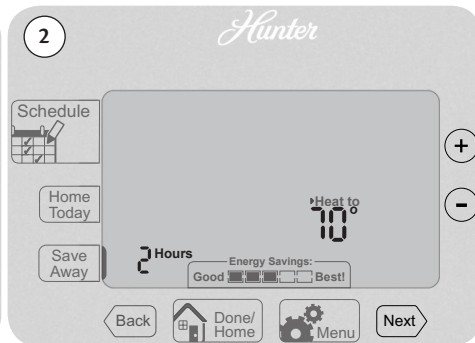 2
Hunter
Schedule
+
Home
Today
Heat to
70°
-
Save
Away
2 Hours
Energy Savings:
Good Best!
Back
Done/
Home
Menu
Next